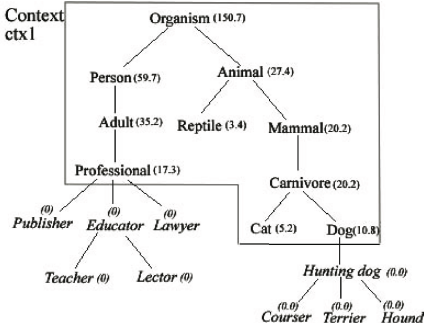 Context
ctx1
Organism (150.7)
Person (59.7)
Animal (27.4)
Adult (35.2)
Reptile (3.4)
Mammal(20.2)
Professional (17.3)
Carnivore (20.2)
(0) (0) (0)
Publisher Educator Lawyer
Cat (5.2)
Dog(10.8)
Teacher (0)
Lector (0)
Hunting dog (0.0)
(0.0) (0.0) (0.0)
Courser Terrier Hound